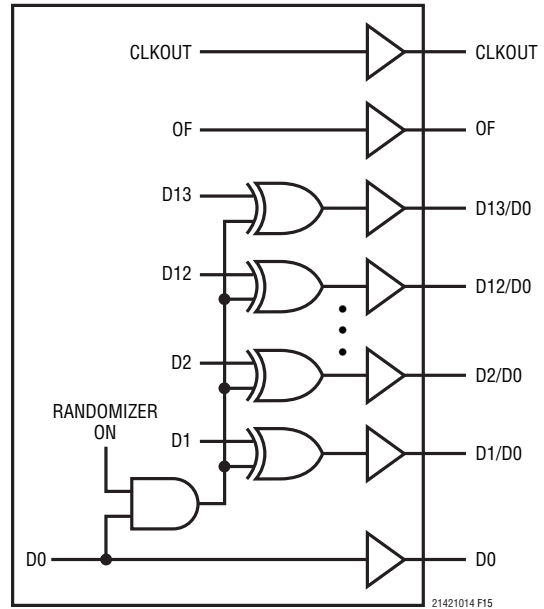 CLKOUT CLKOUT
OF OF
D13 D13/D0
D12 D12/D0
D2 D2/D0
RANDOMIZER
ON
D1 D1/D0
D0 D0
21421014 F15